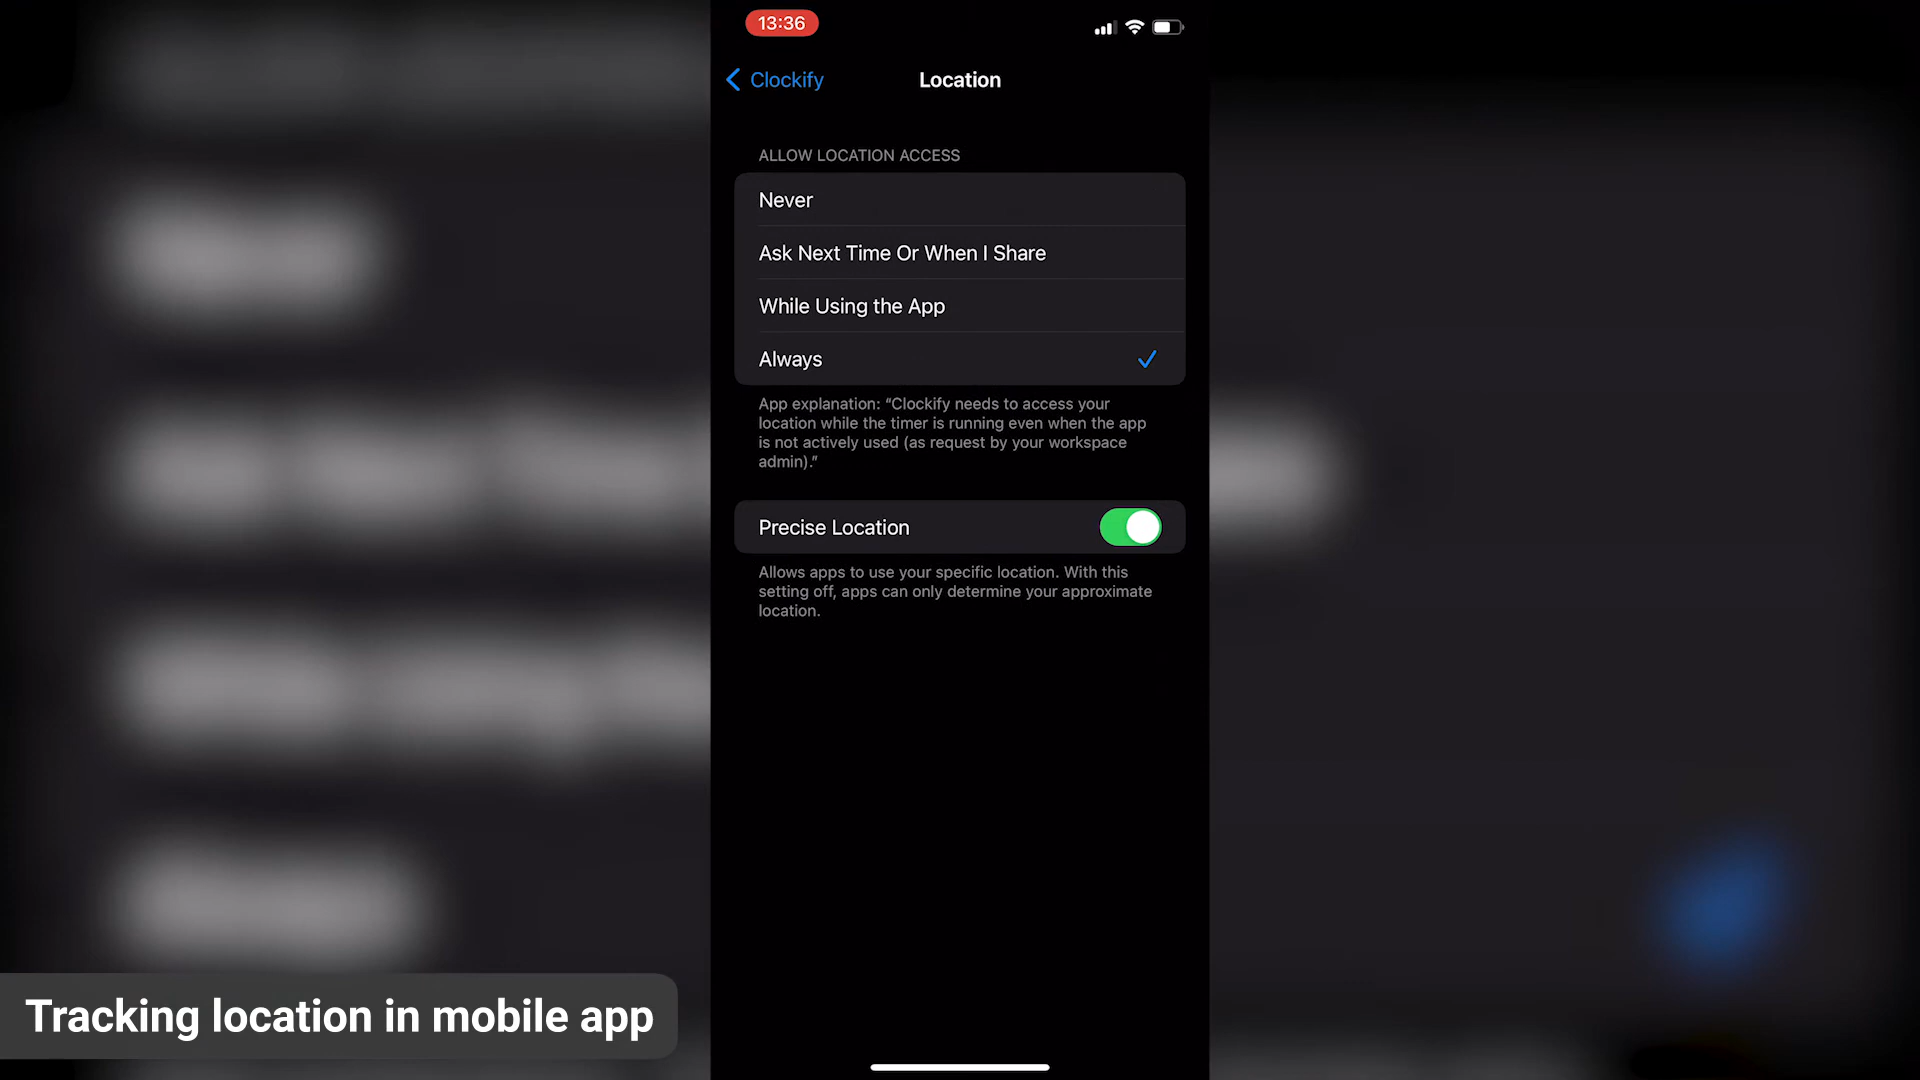 13:36
Clockify
Location
ALLOW LOCATION ACCESS
Never
Ask Next Time Or When I Share
While Using the App
Always
App explanation: “Clockify needs to access your
location while the timer is running even when the app
is not actively used (as request by your workspace
admin).”
Precise Location
Allows apps to use your specific location. With this
setting off, apps can only determine your approximate
location.
Tracking location in mobile app